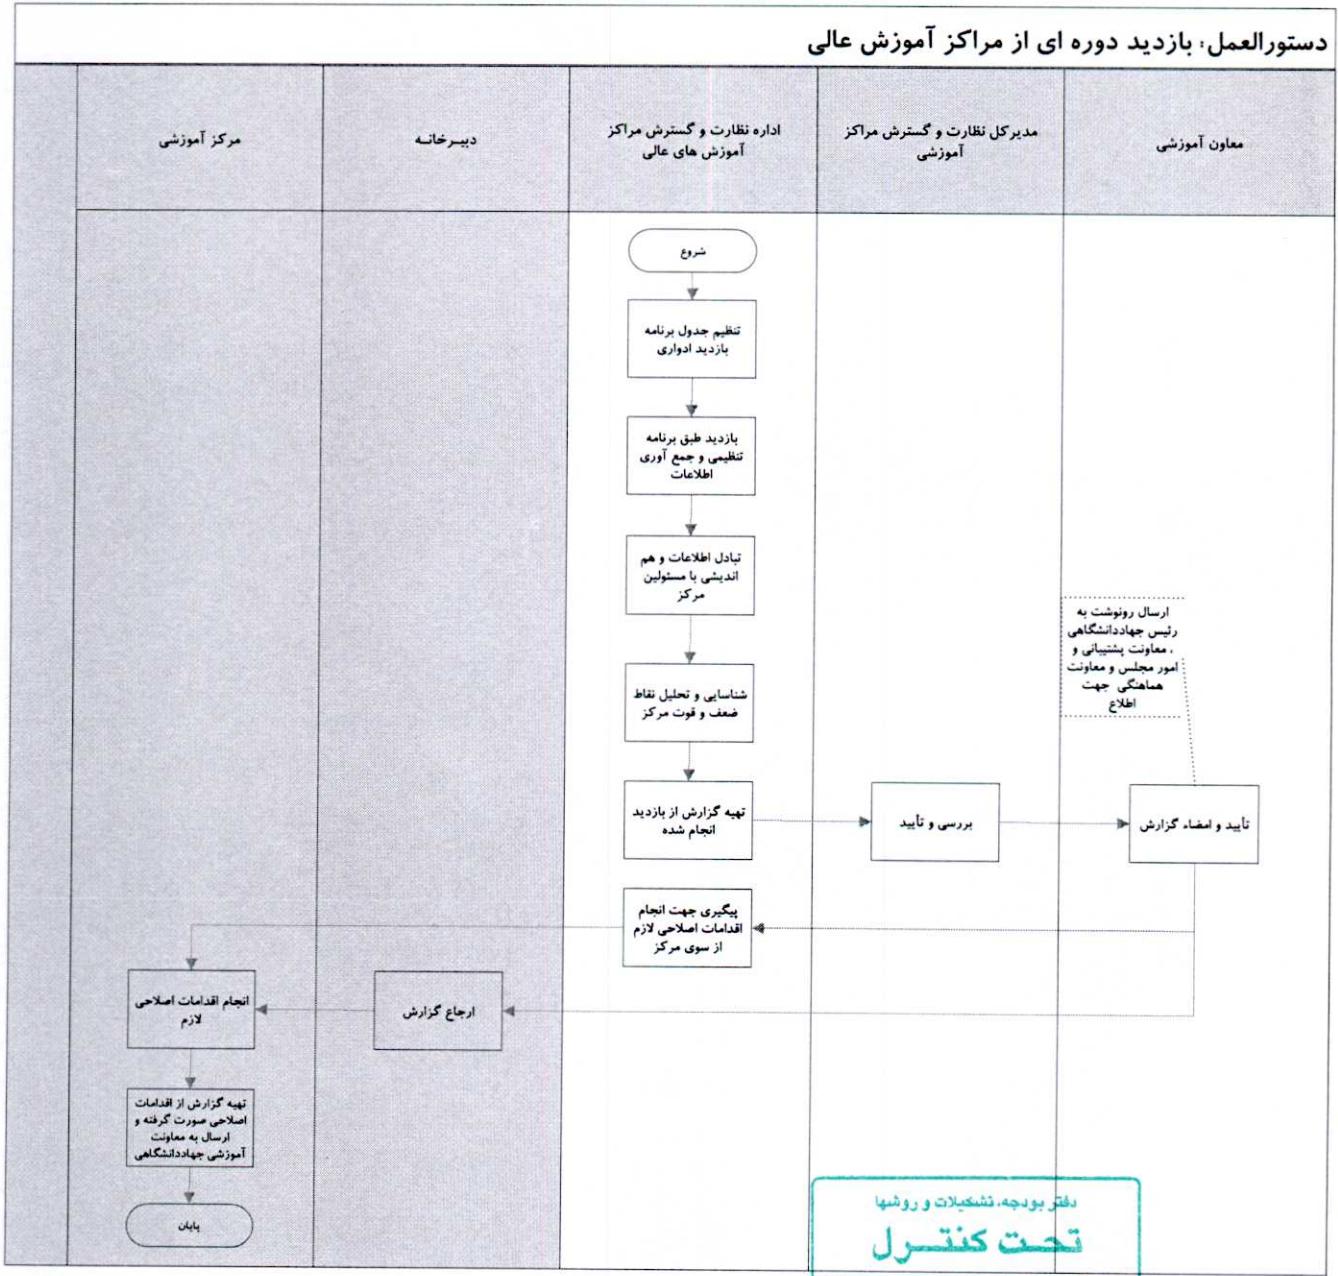 دستورالعمل: بازدید دوره ای از مراکز آموزش عالی
معاون آموزشی
مدیرکل نظارت و گسترش مراکز
آموزشی
اداره نظارت و گسترش مراکز
آموزش های عالی
دبیـرخانـه
مرکز آموزشی
شروع
تنظیم جدول برنامه
بازدید ادواری
بازدید طبق برنامه
تنظیمی و جمع آوری
اطلاعات
تبادل اطلاعات و هم
اندیشی با مسئولین
مرکز
شناسایی و تحلیل نقاط
ضعف و قوت مرکز
تهیه گزارش از بازدید
انجام شده
بررسی و تأیید
تأیید و امضاء گزارش
ارسال رونوشت به
رئیس جهاددانشگاهی
، معاونت پشتیبانی و
امور مجلس و معاونت
هماهنگی جهت
اطلاع
پیگیری جهت انجام
اقدامات اصلاحی لازم
از سوی مرکز
ارجاع گزارش
انجام اقدامات اصلاحی
لازم
تهیه گزارش از اقدامات
اصلاحی صورت گرفته و
ارسال به معاونت
آموزشی جهاددانشگاهی
پایان
دفتر بودجه، تشکیلات و روشها
تحـت کنتـــرل